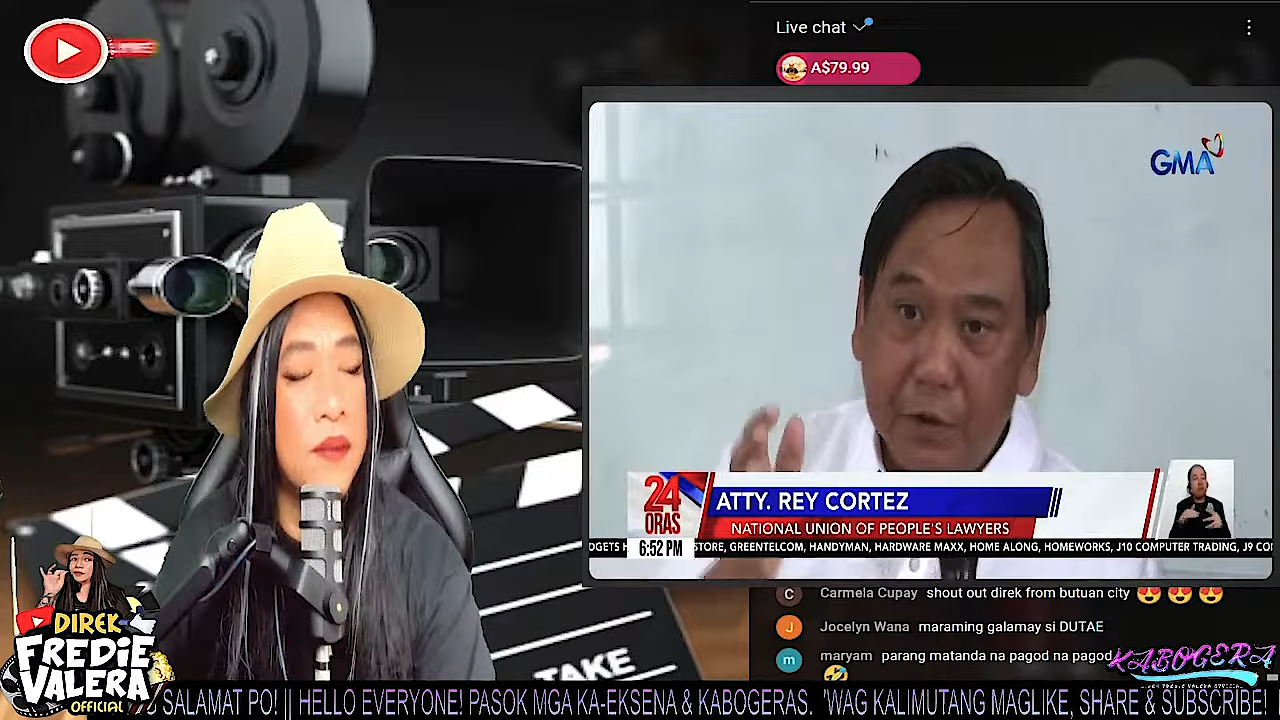 Live chat
A$79.99
GMA
24
ORAS
6:52 PM
ATTY. REY CORTEZ
NATIONAL UNION OF PEOPLE'S LAWYERS
STORE, GREENTELCOM, HANDYMAN, HARDWARE MAXX, HOME ALONG, HOMEWORKS, J10 COMPUTER TRADING, J9
C Carmela Cupay shout out direk from butuan city 😍 😍 😍
J Jocelyn Wana maraming galamay si DUTAE
m maryam parang matanda na pagod na pagod
🤣
TAKE
KABOGERA
DIREK
FREDIE
VALERA
OFFICIAL
SALAMAT PO! || HELLO EVERYONE! PASOK MGA KA-EKSENA & KABOGERAS. 'WAG KALIMUTANG MAGLIKE, SHARE & SUBSCRIBE!